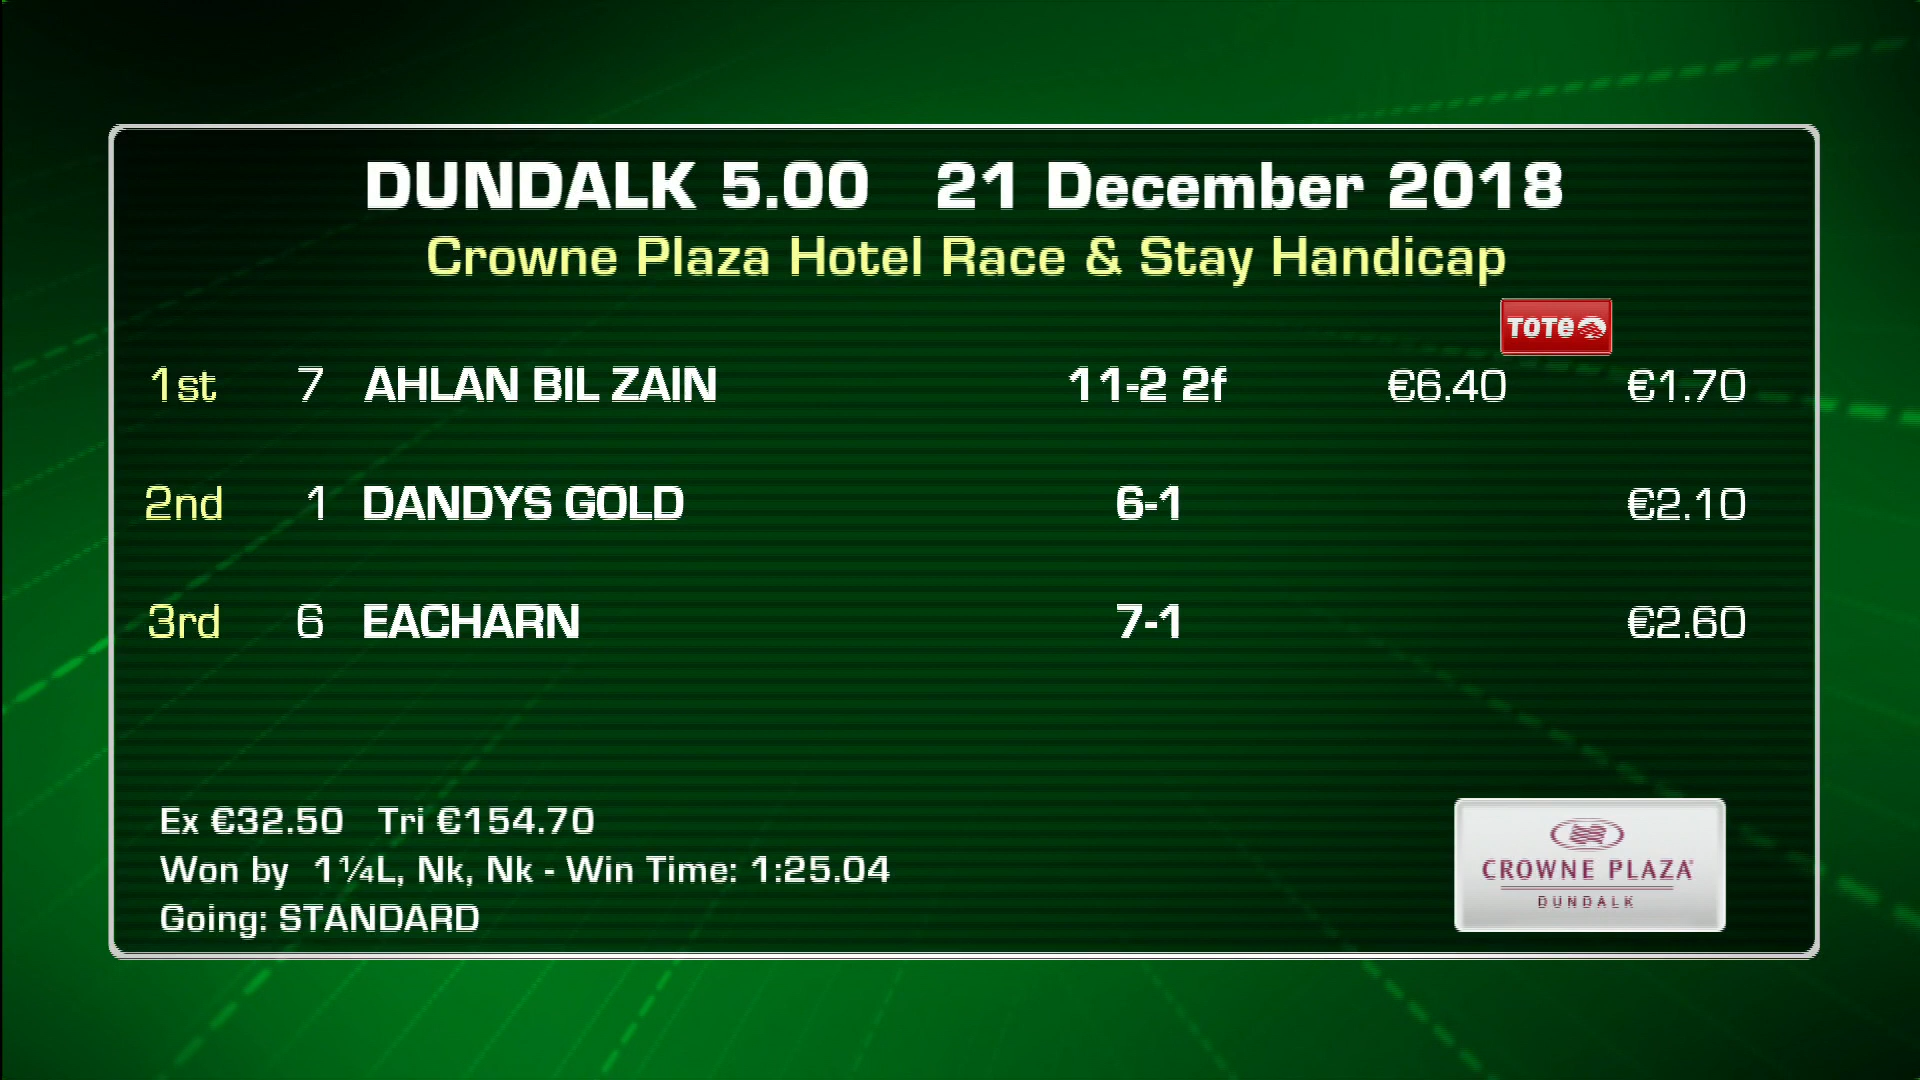 DUNDALK 5.00 21 December 2018
Crowne Plaza Hotel Race & Stay Handicap
TOTE
1st 7 AHLAN BIL ZAIN 11-2 2f €6.40 €1.70
2nd 1 DANDYS GOLD 6-1 €2.10
3rd 6 EACHARN 7-1 €2.60
Ex €32.50 Tri €154.70
Won by 1¼L, Nk, Nk - Win Time: 1:25.04
Going: STANDARD
CROWNE PLAZA
DUNDALK